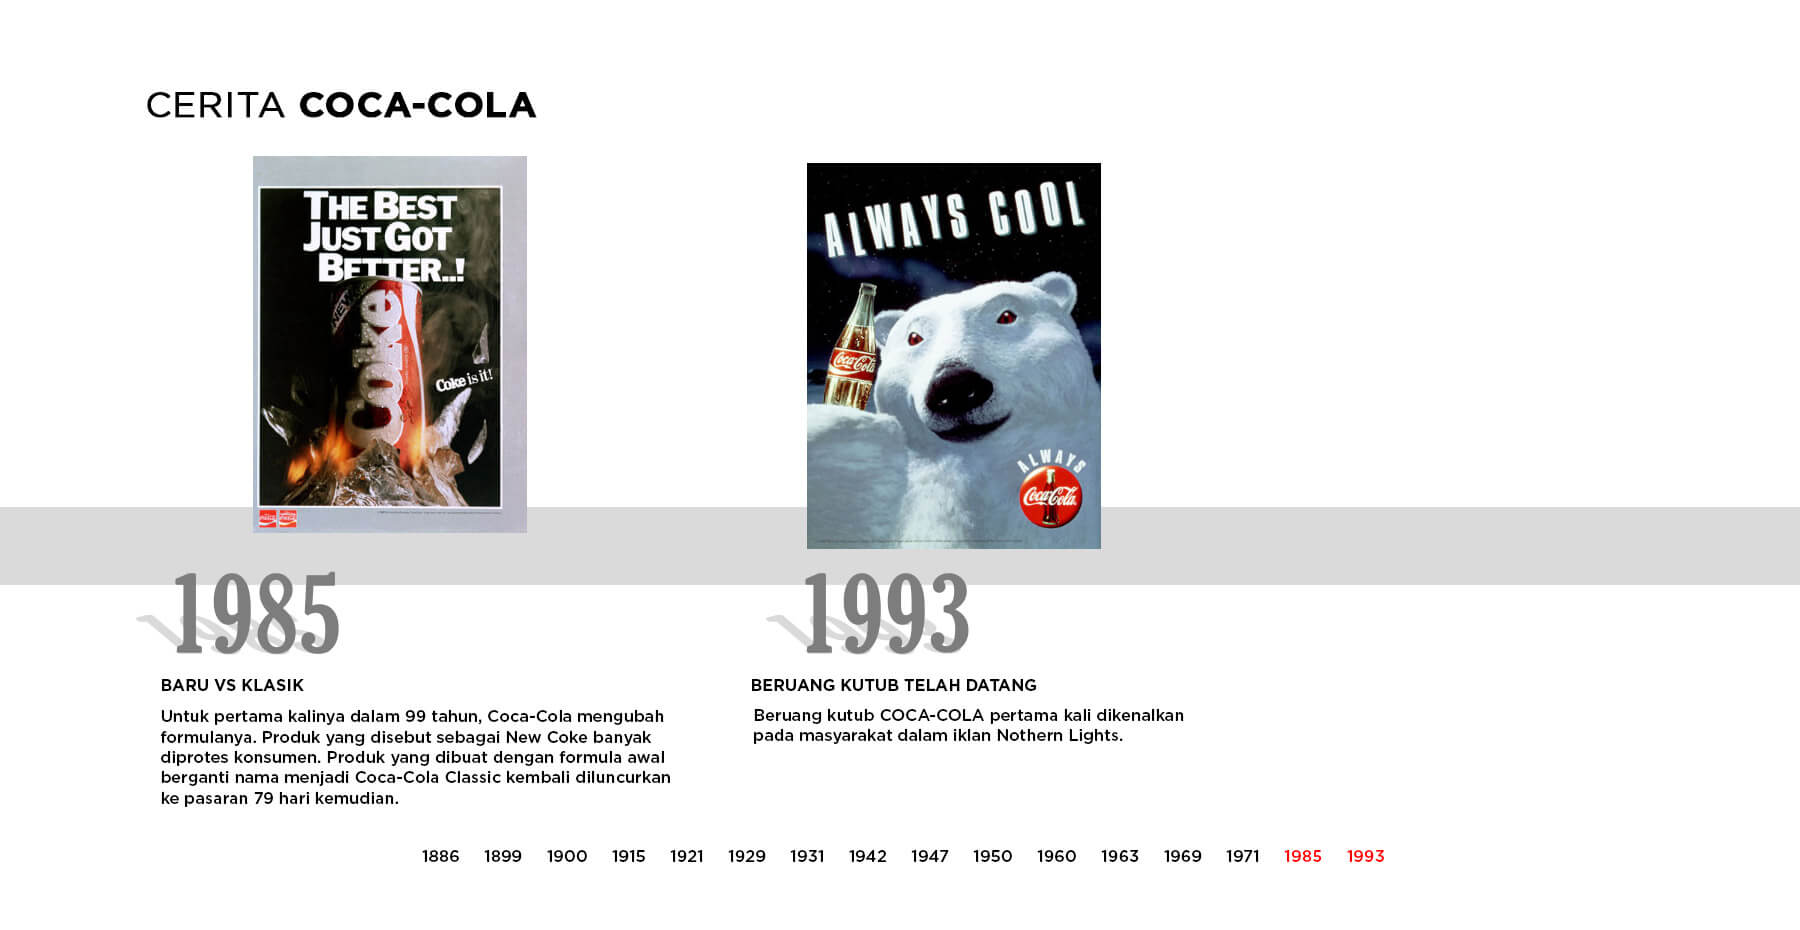 CERITA COCA-COLA
THE BEST
JUST GOT
BETTER..!
NEW
Coke
Coke is it!
ALWAYS COOL
Coca-Cola
ALWAYS
Coca-Cola
1985
BARU VS KLASIK
Untuk pertama kalinya dalam 99 tahun, Coca-Cola mengubah
formulanya. Produk yang disebut sebagai New Coke banyak
diprotes konsumen. Produk yang dibuat dengan formula awal
berganti nama menjadi Coca-Cola Classic kembali diluncurkan
ke pasaran 79 hari kemudian.
1993
BERUANG KUTUB TELAH DATANG
Beruang kutub COCA-COLA pertama kali dikenalkan
pada masyarakat dalam iklan Nothern Lights.
1886 1899 1900 1915 1921 1929 1931 1942 1947 1950 1960 1963 1969 1971 1985 1993